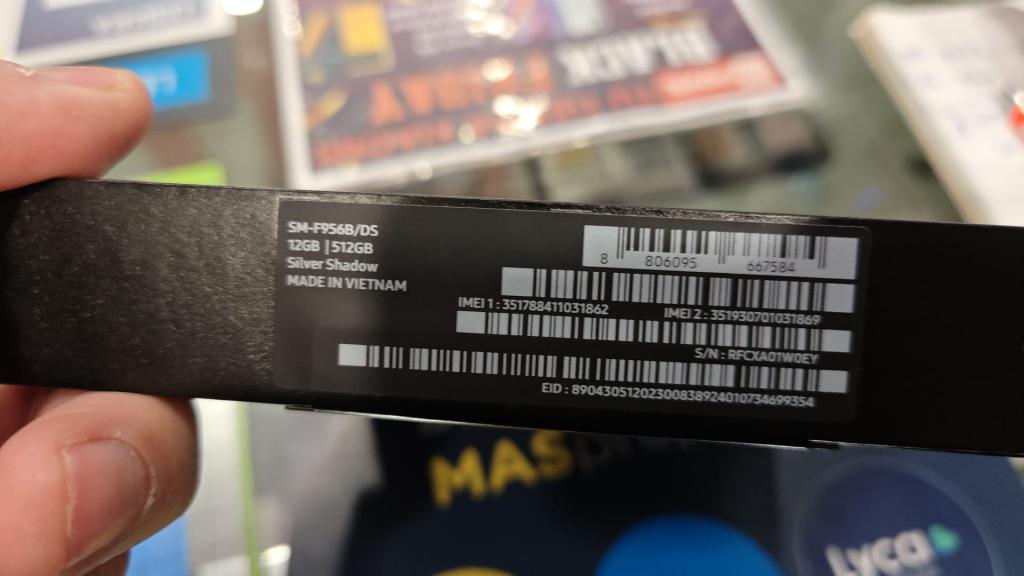 SM-F956B/DS
12GB | 512GB
Silver Shadow
MADE IN VIETNAM
8 806095 667584
IMEI 1 : 351788411031862
IMEI 2 : 351930701031869
S/N : RFCXA01W0EY
EID : 89043051202300838924010734699354
BLACK
MAS
Lyca